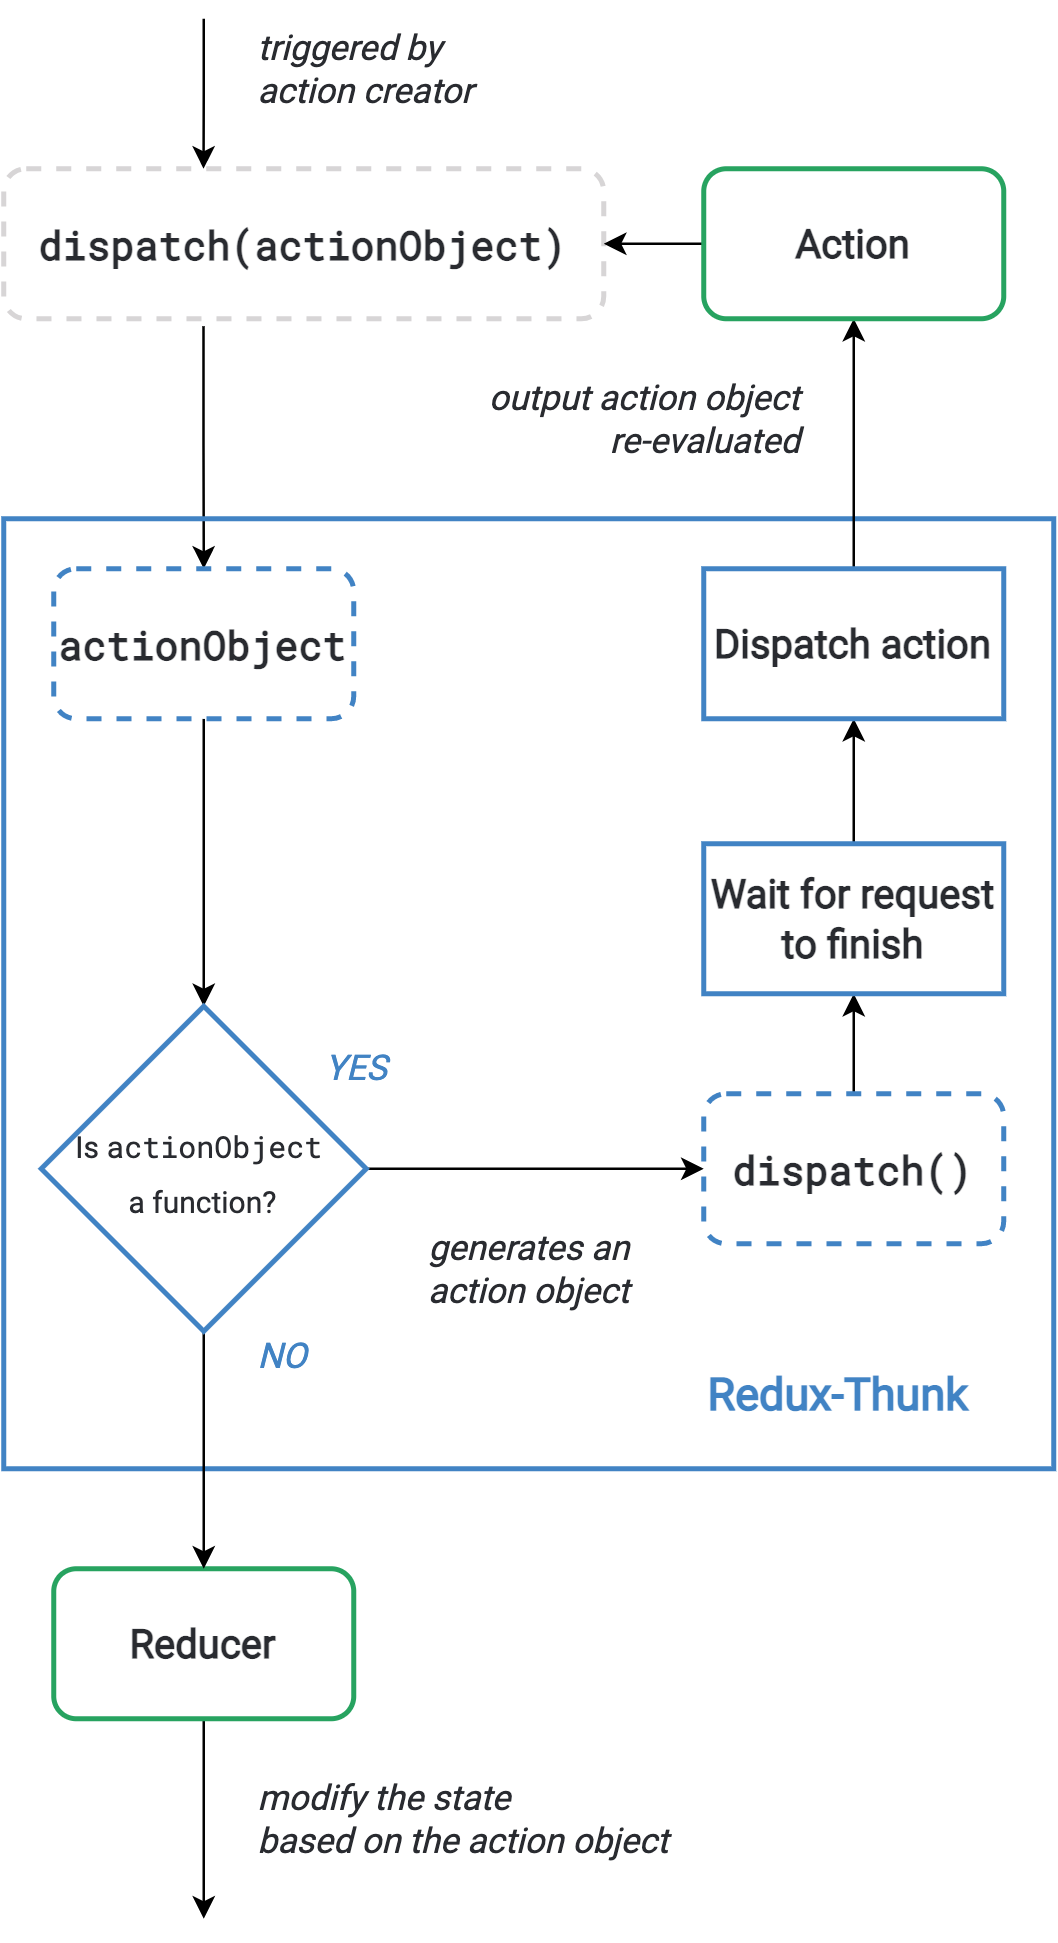 triggered by
action creator
dispatch(actionObject)
Action
output action object
re-evaluated
actionObject
Dispatch action
Wait for request
to finish
YES
Is actionObject
a function?
dispatch()
generates an
action object
NO
Redux-Thunk
Reducer
modify the state
based on the action object